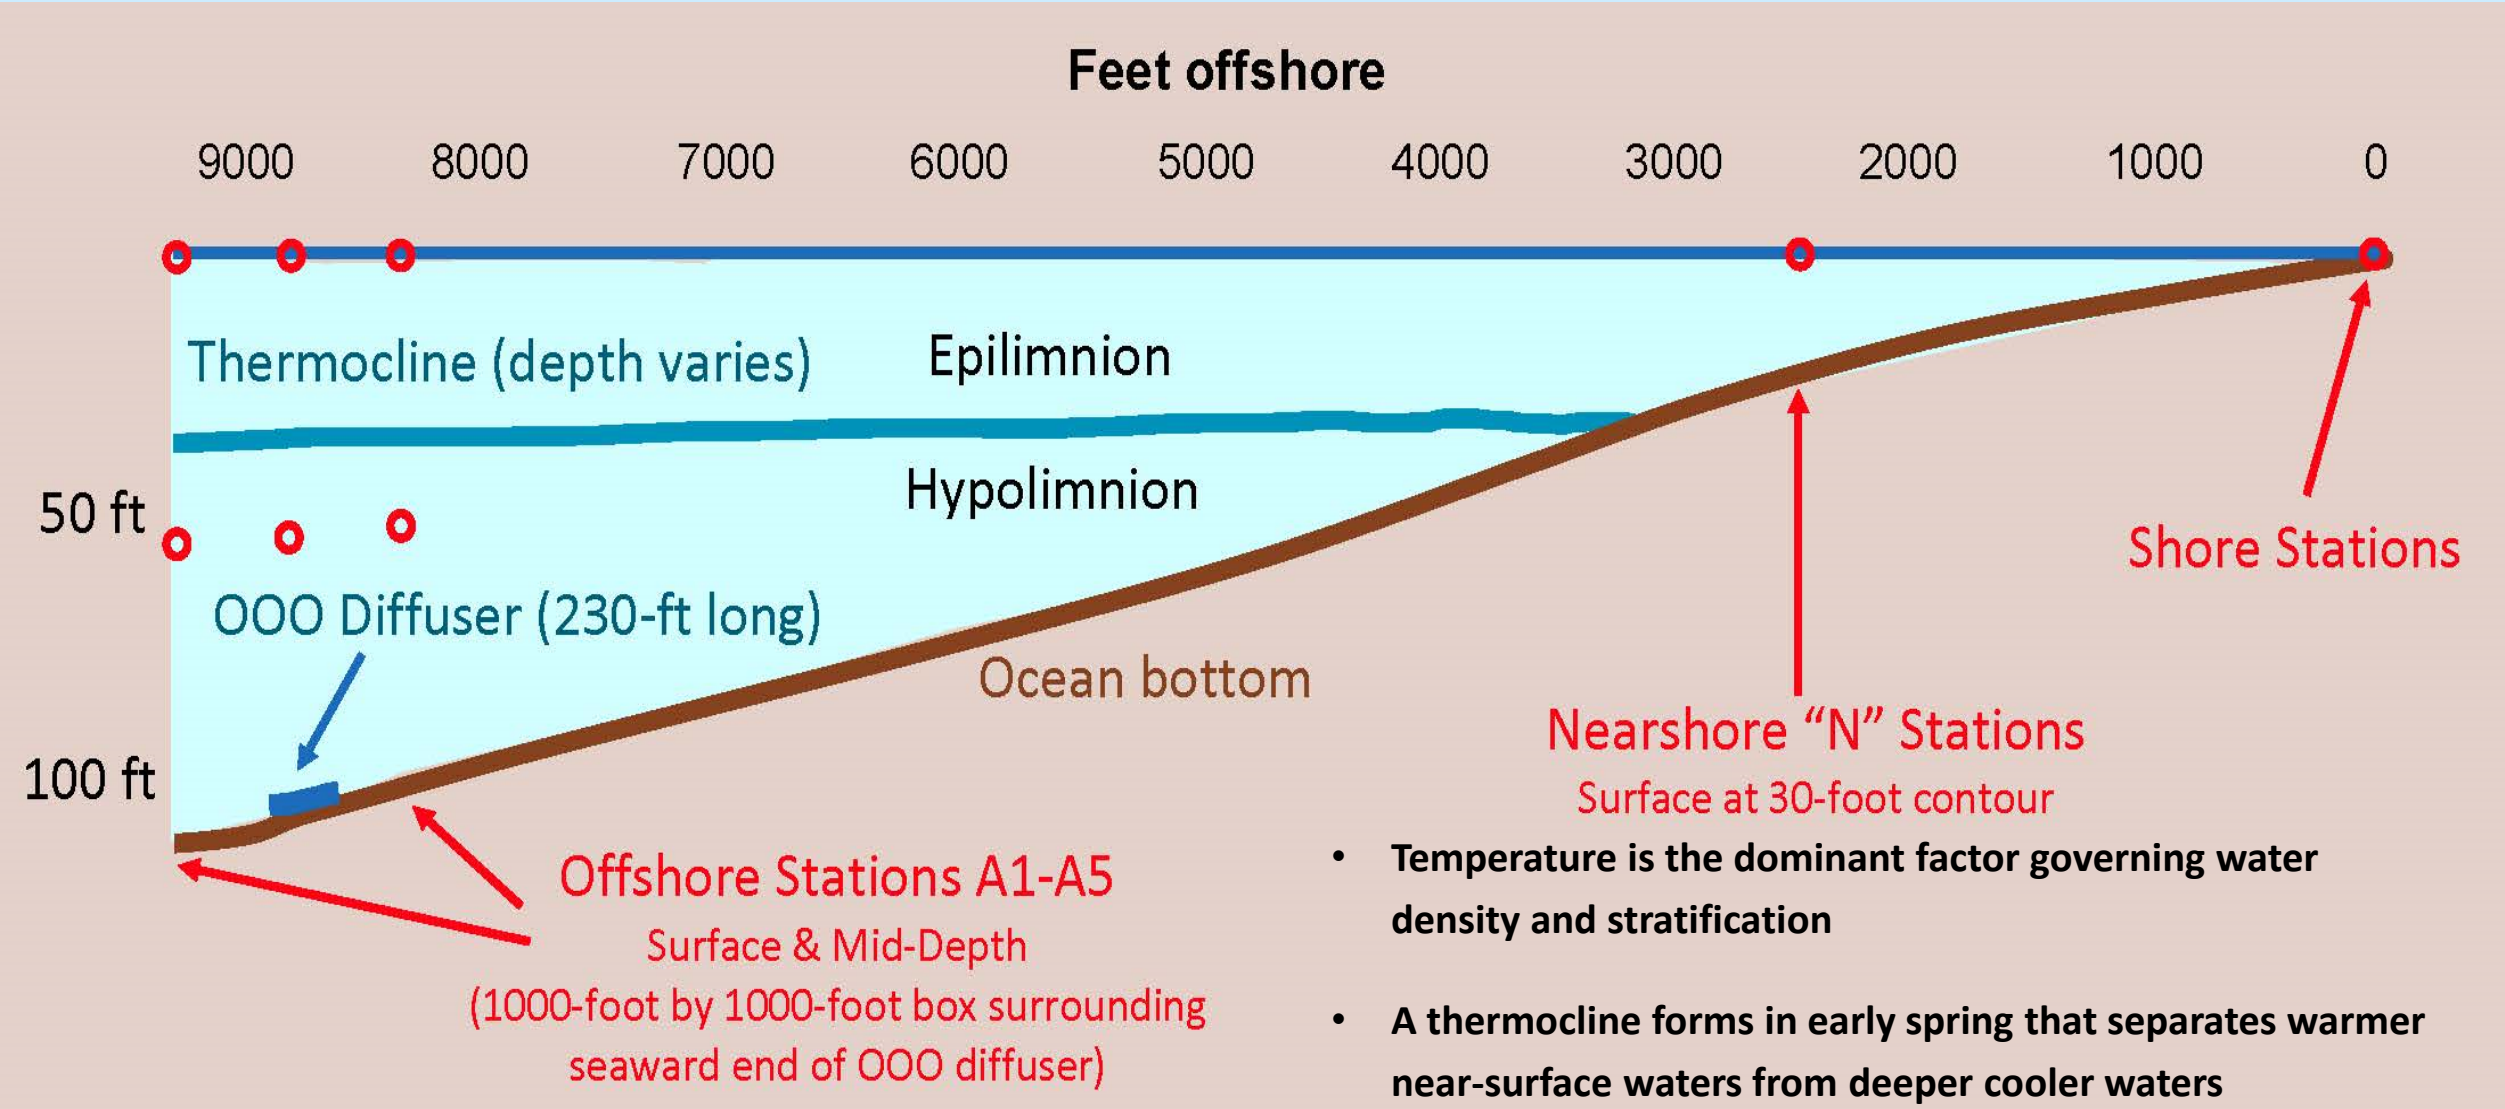 Feet offshore
9000 8000 7000 6000 5000 4000 3000 2000 1000 0
Thermocline (depth varies)
Epilimnion
Hypolimnion
50 ft
OOO Diffuser (230-ft long)
Ocean bottom
100 ft
Shore Stations
Nearshore “N” Stations
Surface at 30-foot contour
Offshore Stations A1-A5
Surface & Mid-Depth
(1000-foot by 1000-foot box surrounding
seaward end of OOO diffuser)
• Temperature is the dominant factor governing water
density and stratification
• A thermocline forms in early spring that separates warmer
near-surface waters from deeper cooler waters